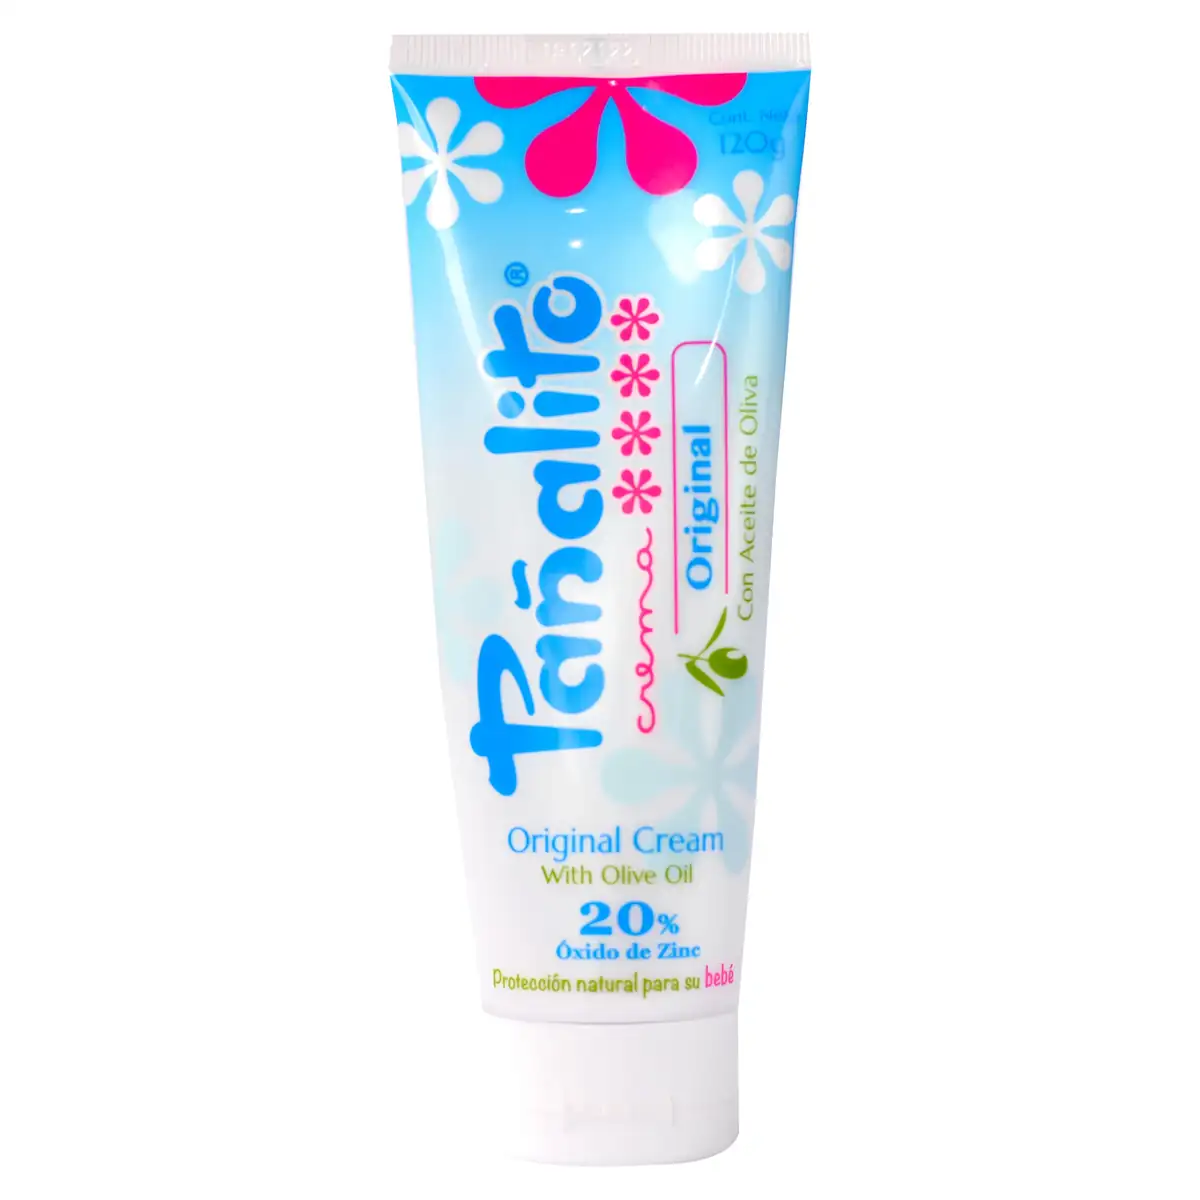 Cont. Neto
120g
Pañalito®
crema
Original
Con Aceite de Oliva
Original Cream
With Olive Oil
20%
Óxido de Zinc
Protección natural para su bebé